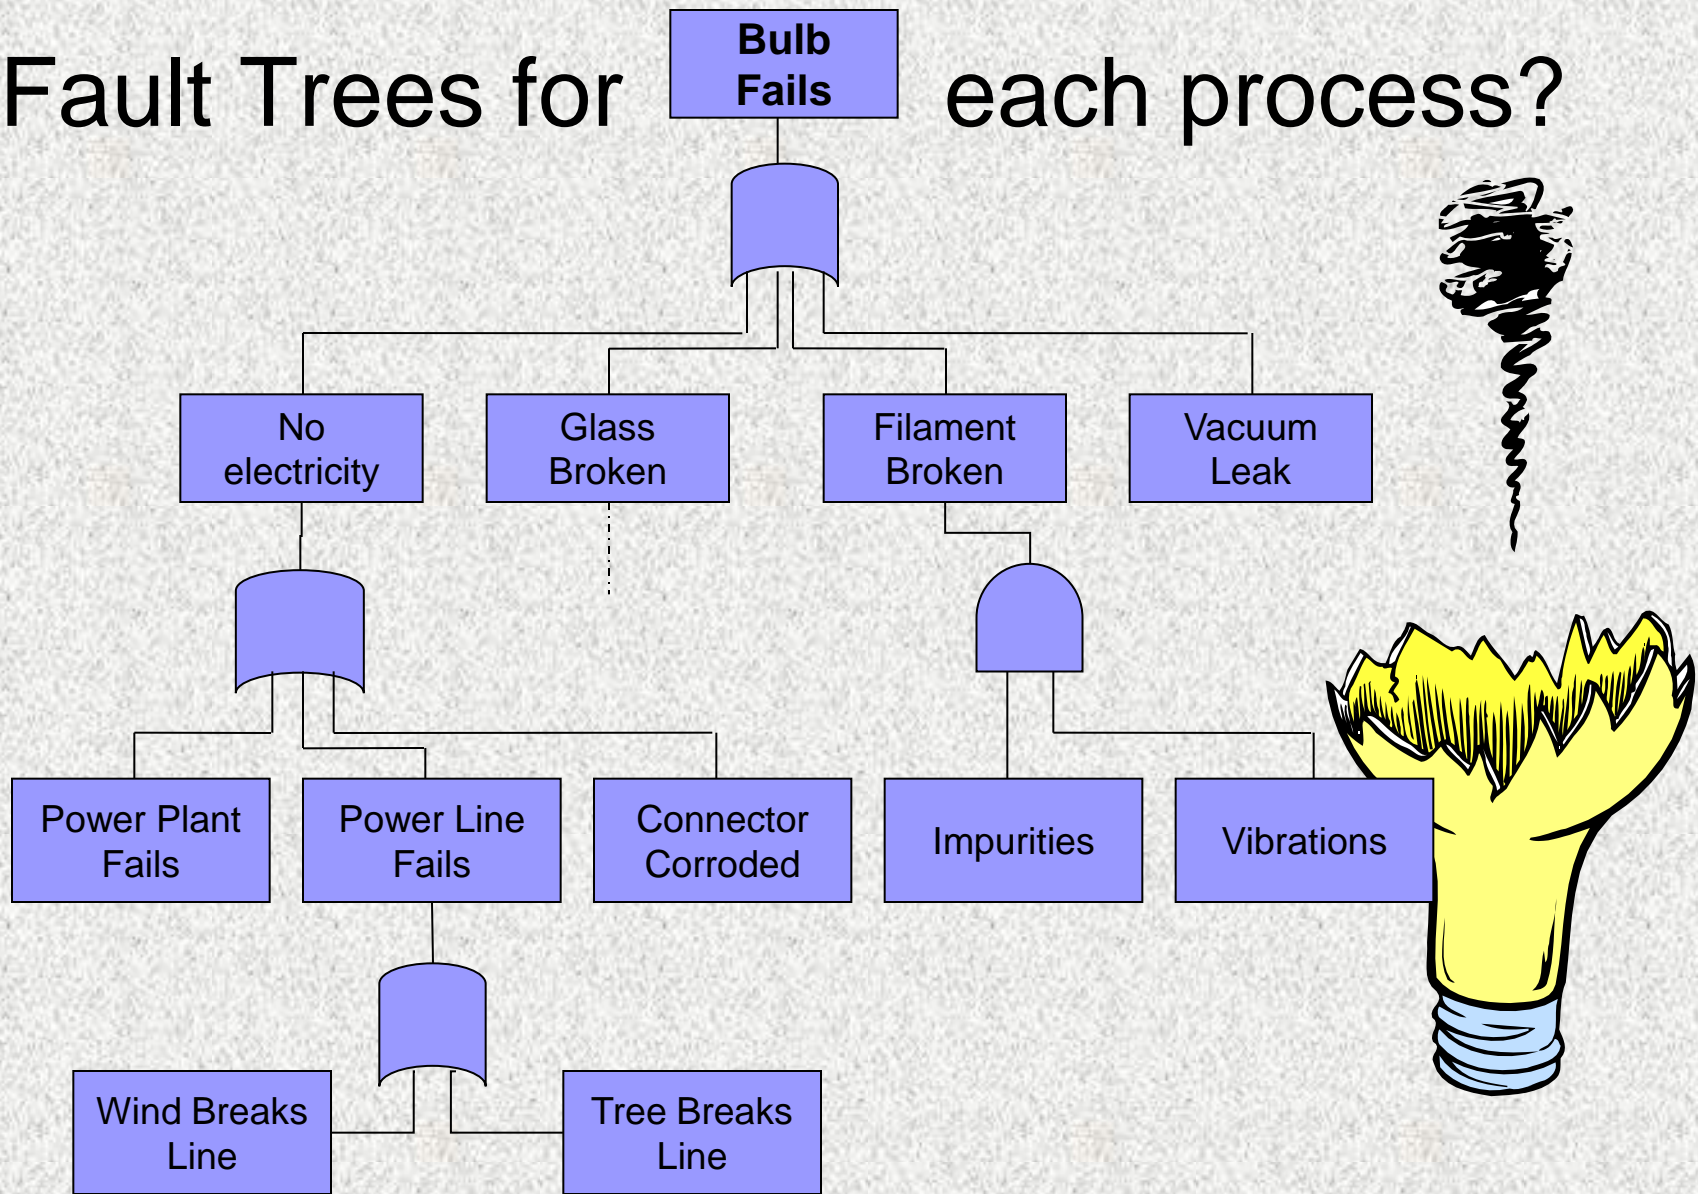 Fault Trees for
Bulb
Fails
each process?
No
electricity
Glass
Broken
Filament
Broken
Vacuum
Leak
Power Plant
Fails
Power Line
Fails
Connector
Corroded
Impurities
Vibrations
Wind Breaks
Line
Tree Breaks
Line